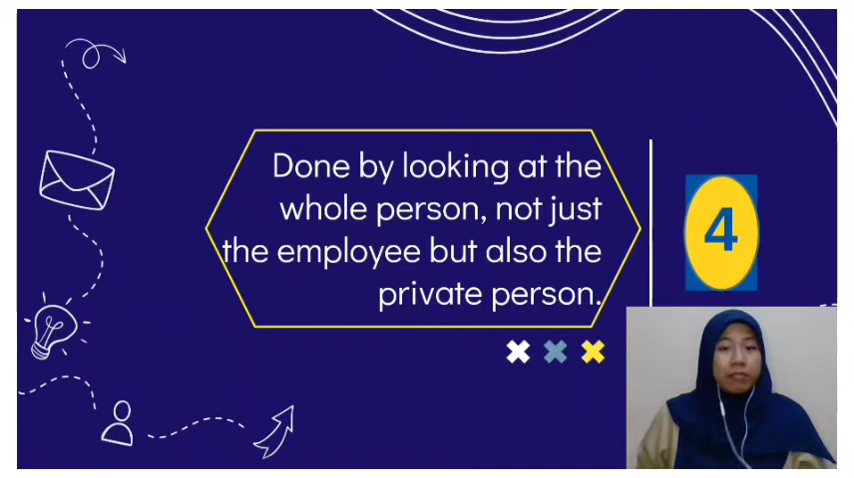 Done by looking at the
whole person, not just
the employee but also the
private person.
4